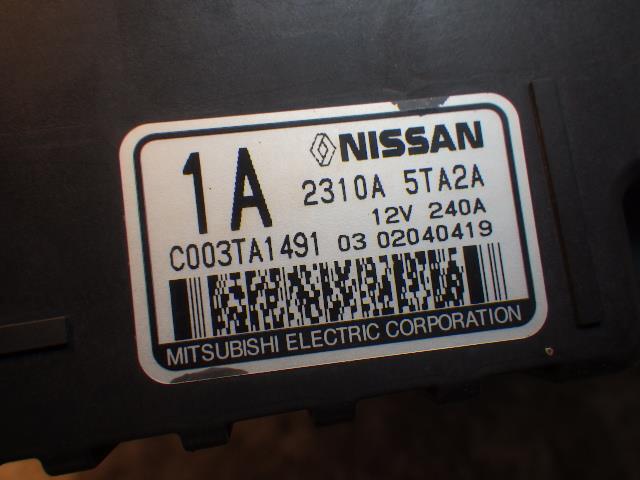 1A
NISSAN
2310A 5TA2A
12V 240A
C003TA1491 03 02040419
MITSUBISHI ELECTRIC CORPORATION